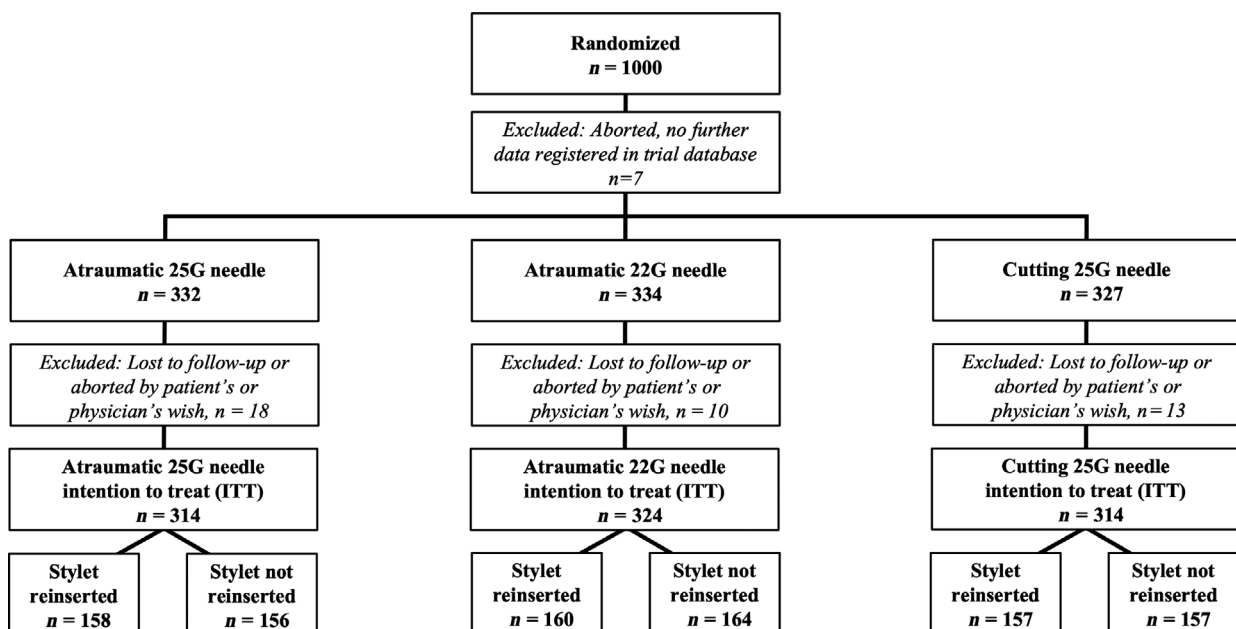 Randomized
n = 1000
Excluded: Aborted, no further
data registered in trial database
n=7
Atraumatic 25G needle
n = 332
Atraumatic 22G needle
n = 334
Cutting 25G needle
n = 327
Excluded: Lost to follow-up or
aborted by patient’s or
physician’s wish, n = 18
Excluded: Lost to follow-up or
aborted by patient’s or
physician’s wish, n = 10
Excluded: Lost to follow-up or
aborted by patient’s or
physician’s wish, n = 13
Atraumatic 25G needle
intention to treat (ITT)
n = 314
Atraumatic 22G needle
intention to treat (ITT)
n = 324
Cutting 25G needle
intention to treat (ITT)
n = 314
Stylet
reinserted
n = 158
Stylet not
reinserted
n = 156
Stylet
reinserted
n = 160
Stylet not
reinserted
n = 164
Stylet
reinserted
n = 157
Stylet not
reinserted
n = 157